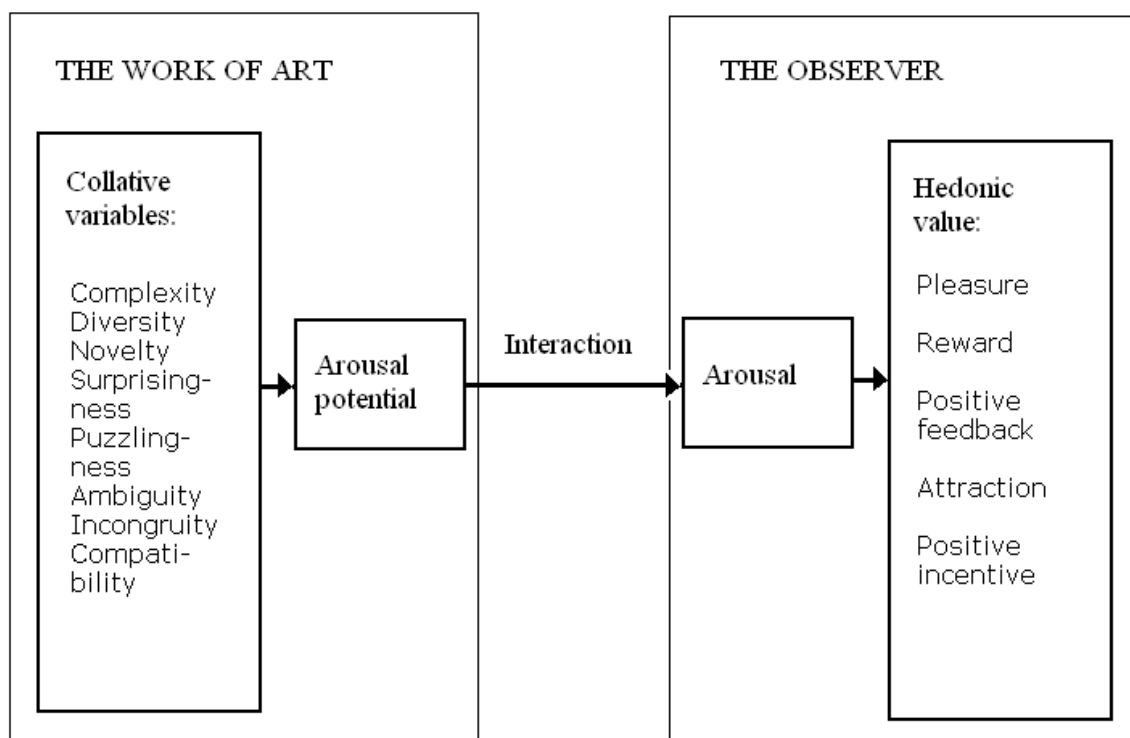 THE WORK OF ART
Collative
variables:
Complexity
Diversity
Novelty
Surprising-
ness
Puzzling-
ness
Ambiguity
Incongruity
Compati-
bility
Arousal
potential
Interaction
THE OBSERVER
Arousal
Hedonic
value:
Pleasure
Reward
Positive
feedback
Attraction
Positive
incentive